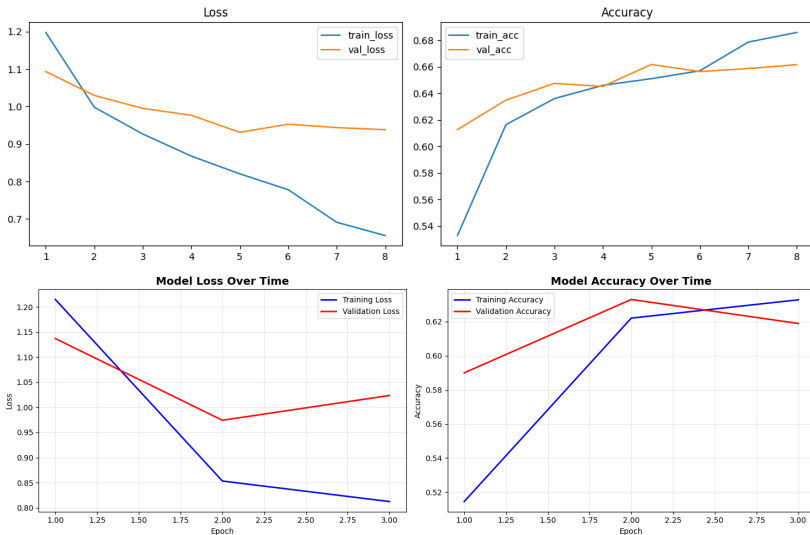 Loss
train_loss
val_loss
1.2
1.1
1.0
0.9
0.8
0.7
1 2 3 4 5 6 7 8
Accuracy
train_acc
val_acc
0.68
0.66
0.64
0.62
0.60
0.58
0.56
0.54
1 2 3 4 5 6 7 8
Model Loss Over Time
Training Loss
Validation Loss
Loss
1.20
1.15
1.10
1.05
1.00
0.95
0.90
0.85
0.80
1.00 1.25 1.50 1.75 2.00 2.25 2.50 2.75 3.00
Epoch
Model Accuracy Over Time
Training Accuracy
Validation Accuracy
Accuracy
0.62
0.60
0.58
0.56
0.54
0.52
1.00 1.25 1.50 1.75 2.00 2.25 2.50 2.75 3.00
Epoch